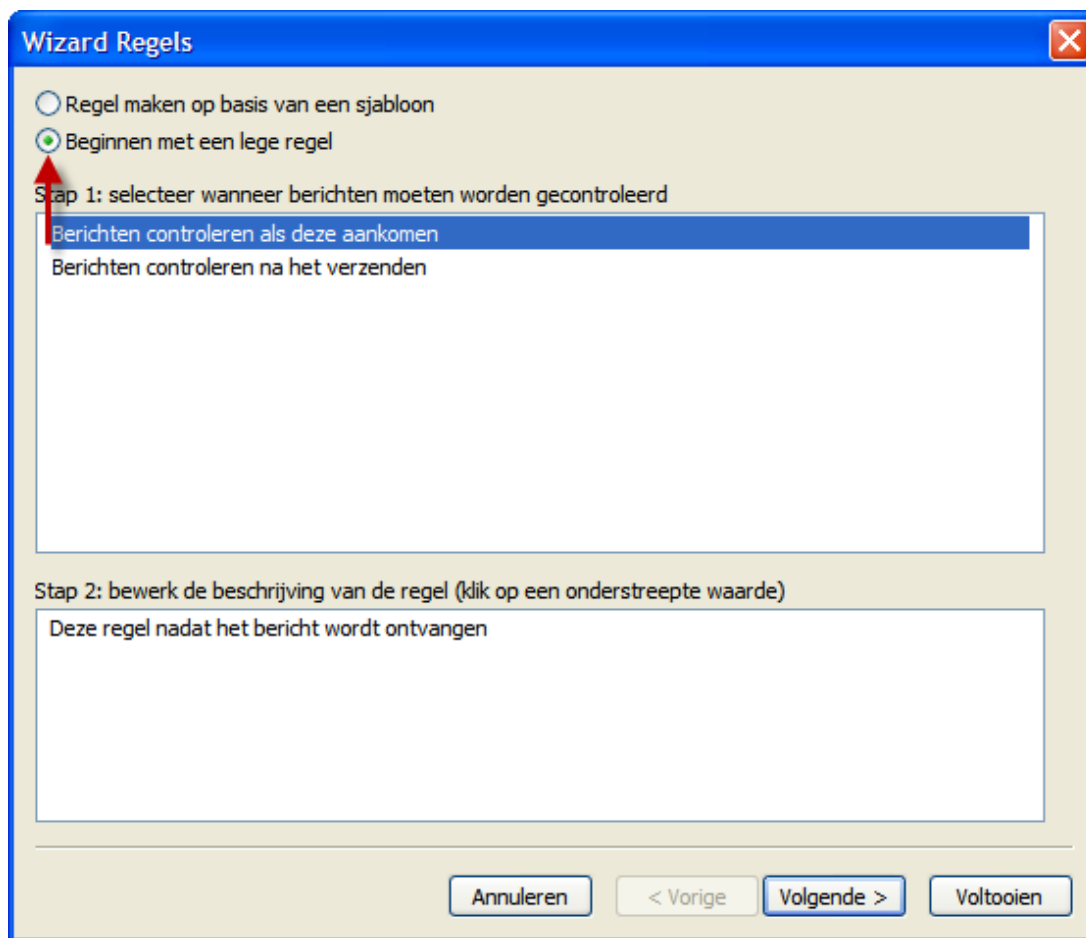 Wizard Regels
Regel maken op basis van een sjabloon
Beginnen met een lege regel
Stap 1: selecteer wanneer berichten moeten worden gecontroleerd
Berichten controleren als deze aankomen
Berichten controleren na het verzenden
Stap 2: bewerk de beschrijving van de regel (klik op een onderstreepte waarde)
Deze regel nadat het bericht wordt ontvangen
Annuleren
< Vorige
Volgende >
Voltooien